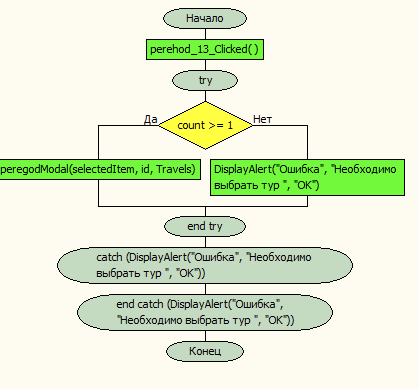 Начало
perehod_13_Clicked()
try
Да
count >= 1
Нет
peregodModal(selectedItem, id, Travels)
DisplayAlert("Ошибка", "Необходимо
выбрать тур ", "OK")
end try
catch (DisplayAlert("Ошибка", "Необходимо
выбрать тур ", "OK"))
end catch (DisplayAlert("Ошибка",
"Необходимо выбрать тур ", "OK"))
Конец